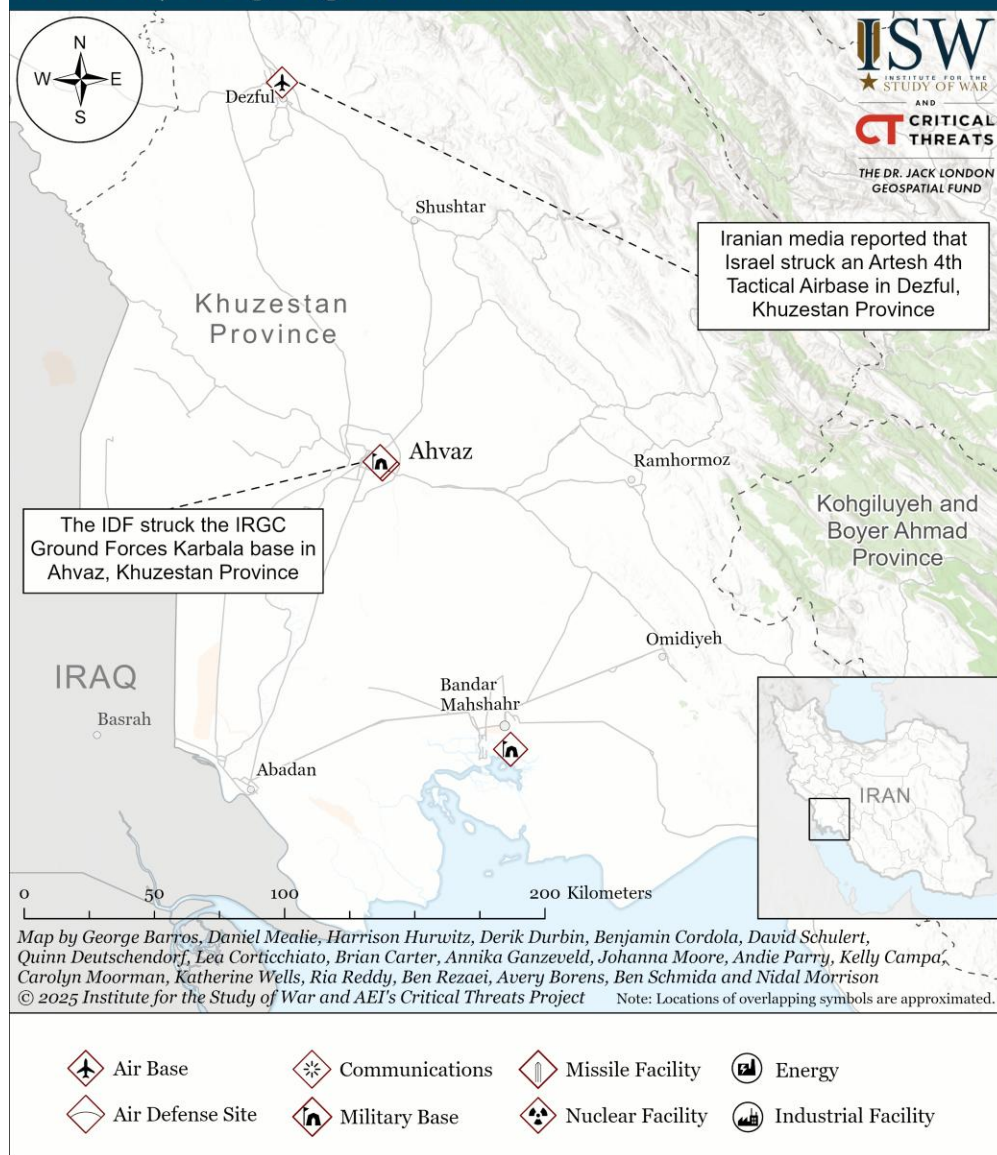 N
W
E
S
ISW
INSTITUTE FOR THE
STUDY OF WAR
AND
CT CRITICAL
THREATS
THE DR. JACK LONDON
GEOSPATIAL FUND
Dezful
Shushtar
Iranian media reported that
Israel struck an Artesh 4th
Tactical Airbase in Dezful,
Khuzestan Province
Khuzestan
Province
Ahvaz
Ramhormoz
Kohgiluyeh and
Boyer Ahmad
Province
The IDF struck the IRGC
Ground Forces Karbala base in
Ahvaz, Khuzestan Province
Omidiyeh
IRAQ
Bandar
Mahshahr
Basrah
Abadan
IRAN
0 50 100 200 Kilometers
Map by George Barros, Daniel Mealie, Harrison Hurwitz, Derik Durbin, Benjamin Cordola, David Schulert,
Quinn Deutschendorf, Lea Corticchiato, Brian Carter, Annika Ganzeveld, Johanna Moore, Andie Parry, Kelly Campa,
Carolyn Moorman, Katherine Wells, Ria Reddy, Ben Rezaei, Avery Borens, Ben Schmida and Nidal Morrison
© 2025 Institute for the Study of War and AEI's Critical Threats Project Note: Locations of overlapping symbols are approximated.
Air Base
Communications
Missile Facility
Energy
Air Defense Site
Military Base
Nuclear Facility
Industrial Facility